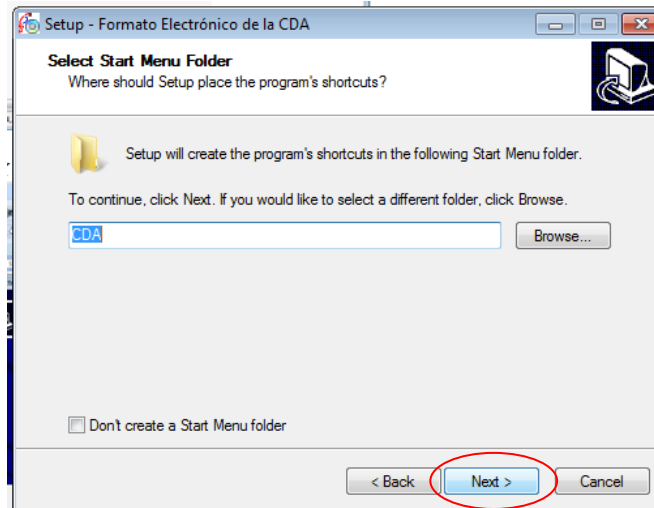 Setup - Formato Electrónico de la CDA
Select Start Menu Folder
Where should Setup place the program's shortcuts?
Setup will create the program's shortcuts in the following Start Menu folder.
To continue, click Next. If you would like to select a different folder, click Browse.
CDA
Browse...
Don't create a Start Menu folder
< Back
Next >
Cancel